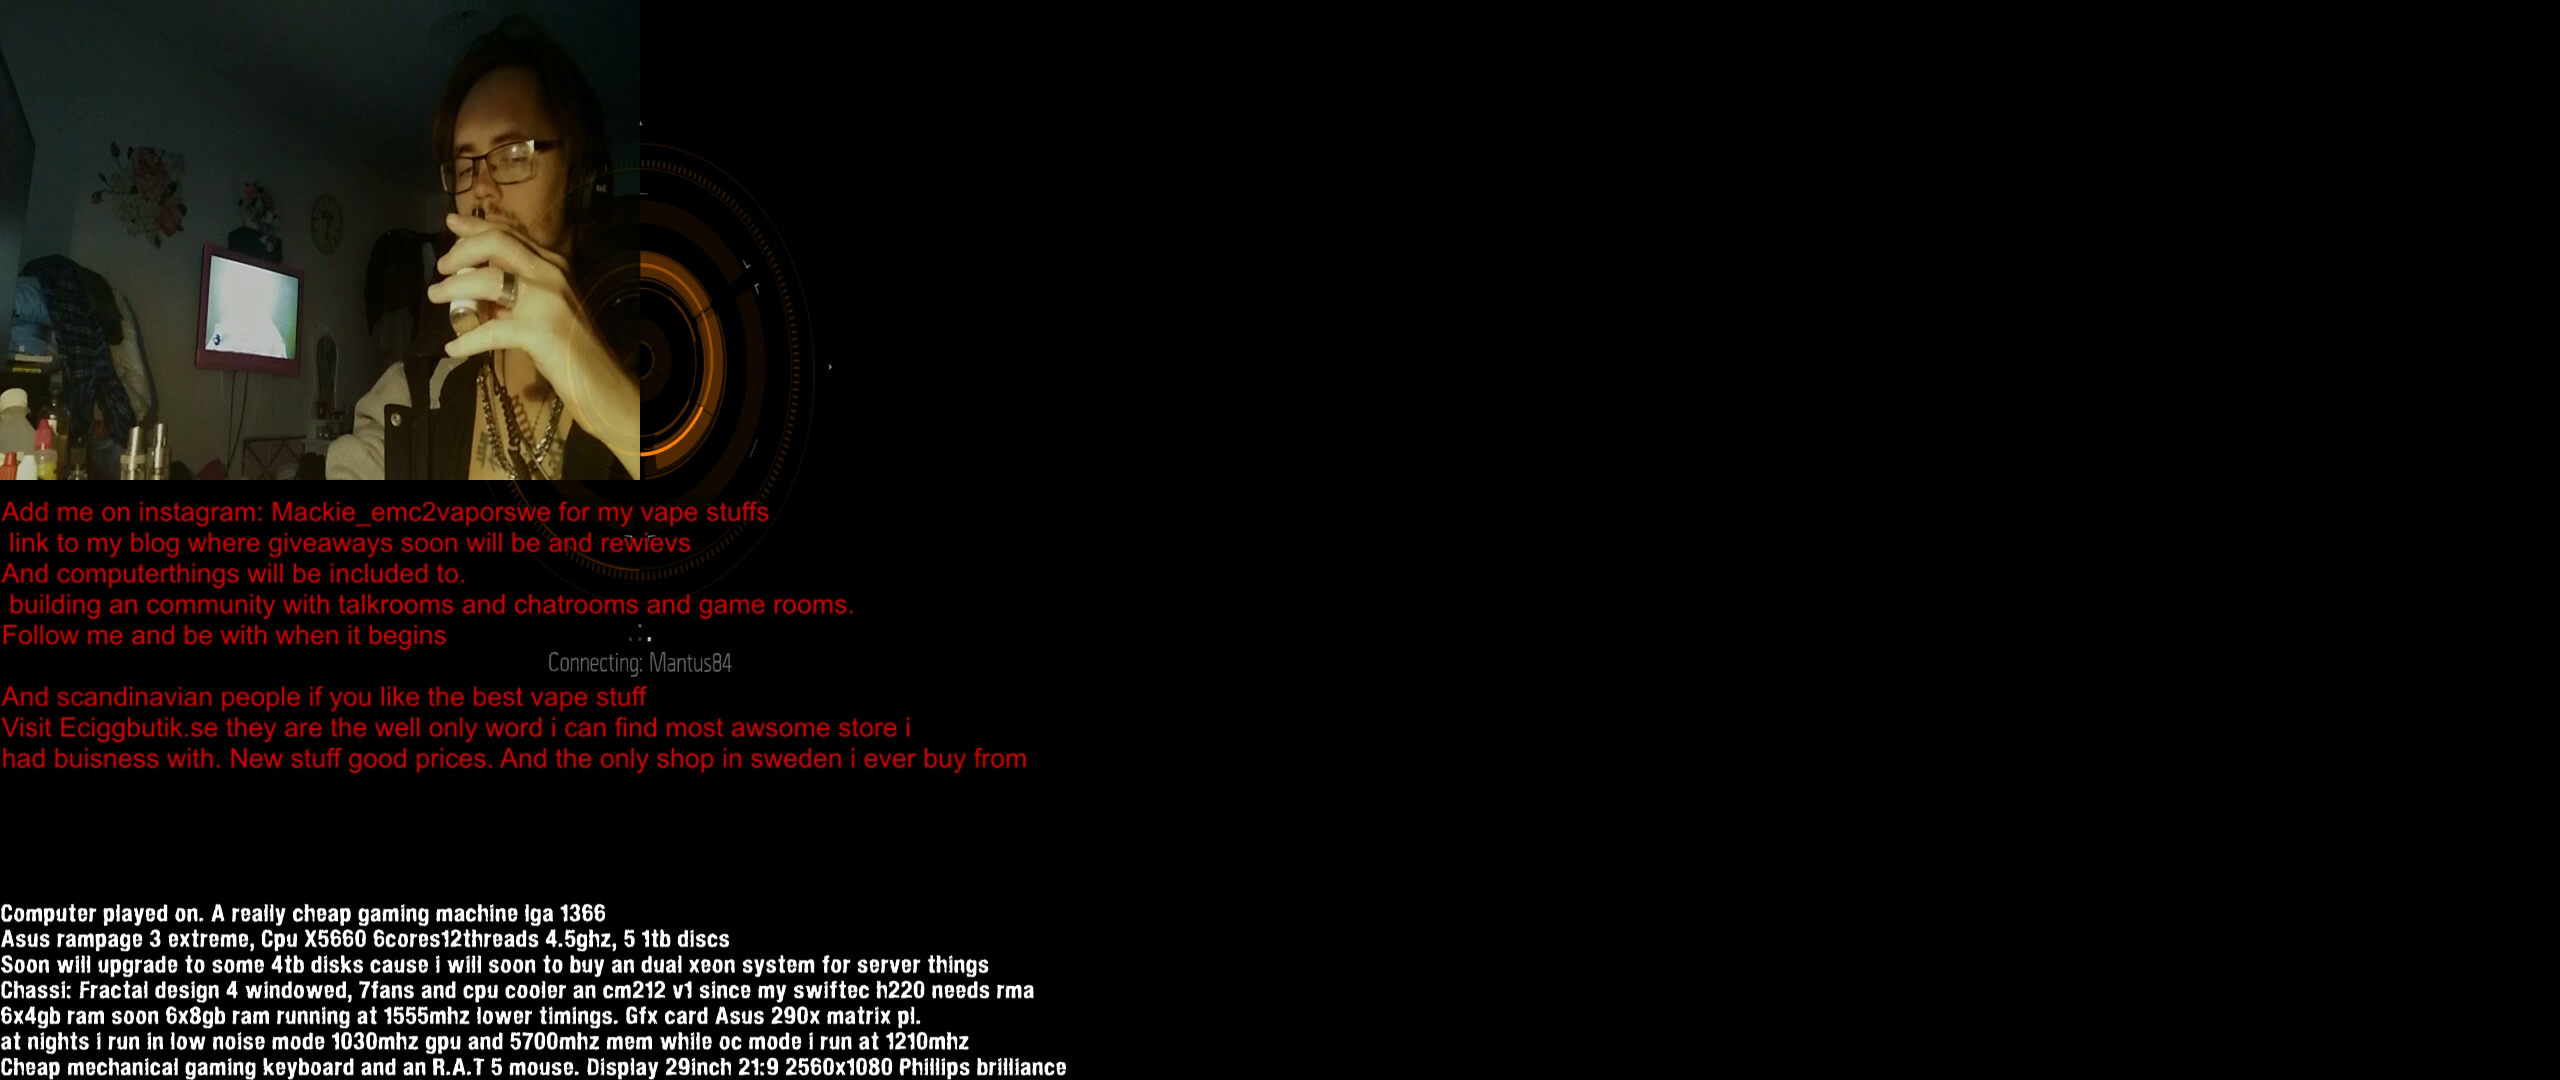 Add me on instagram: Mackie_emc2vaporswe for my vape stuffs
link to my blog where giveaways soon will be and rewievs
And computerthings will be included to.
building an community with talkrooms and chatrooms and game rooms.
Follow me and be with when it begins
Connecting: Mantus84
And scandinavian people if you like the best vape stuff
Visit Eciggbutik.se they are the well only word i can find most awsome store i
had buisness with. New stuff good prices. And the only shop in sweden i ever buy from
Computer played on. A really cheap gaming machine lga 1366
Asus rampage 3 extreme, Cpu X5660 6cores12threads 4.5ghz, 5 1tb discs
Soon will upgrade to some 4tb disks cause i will soon to buy an dual xeon system for server things
Chassi: Fractal design 4 windowed, 7fans and cpu cooler an cm212 v1 since my swiftec h220 needs rma
6x4gb ram soon 6x8gb ram running at 1555mhz lower timings. Gfx card Asus 290x matrix pl.
at nights i run in low noise mode 1030mhz gpu and 5700mhz mem while oc mode i run at 1210mhz
Cheap mechanical gaming keyboard and an R.A.T 5 mouse. Display 29inch 21:9 2560x1080 Phillips brilliance